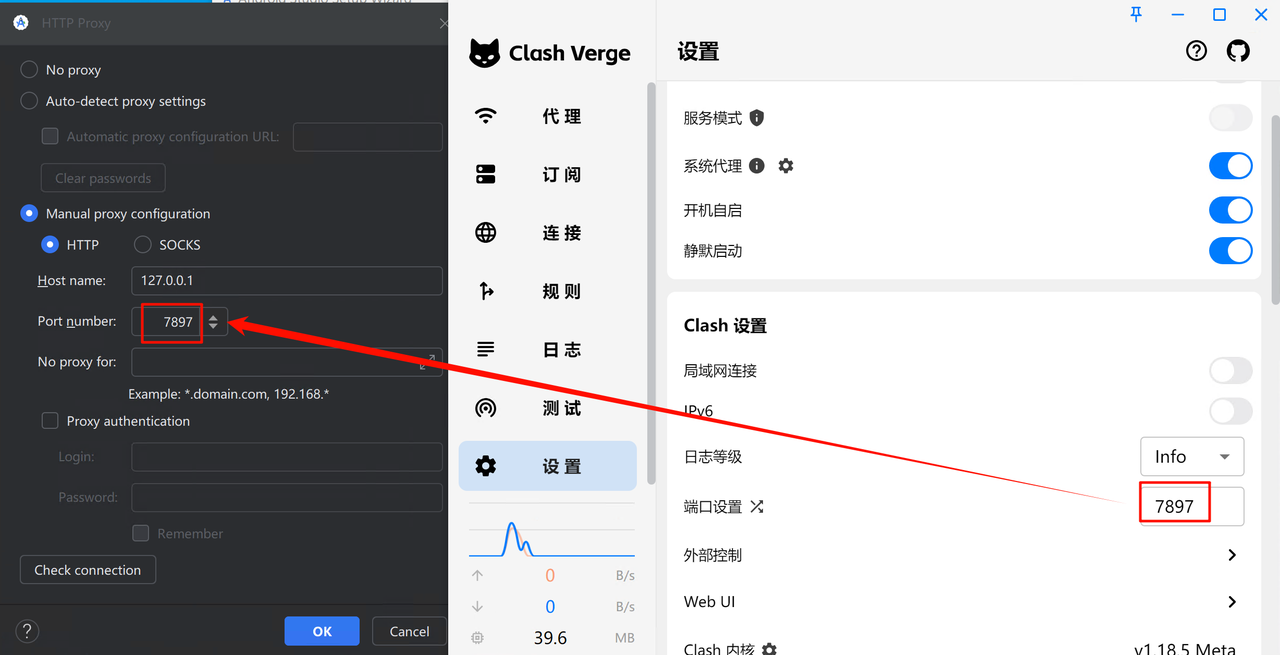 HTTP Proxy
No proxy
Auto-detect proxy settings
Automatic proxy configuration URL:
Clear passwords
Manual proxy configuration
HTTP
SOCKS
Host name:
127.0.0.1
Port number:
7897
No proxy for:
Example: *.domain.com, 192.168.*
Proxy authentication
Login:
Password:
Remember
Check connection
?
OK
Cancel
Clash Verge
代理
订阅
连接
规则
日志
测试
设置
0 B/s
0 B/s
39.6 MB
设置
服务模式
系统代理
开机自启
静默启动
Clash 设置
局域网连接
IPv6
日志等级
Info
端口设置
7897
外部控制
Web UI
Clash 内核
v1.18.5 Meta